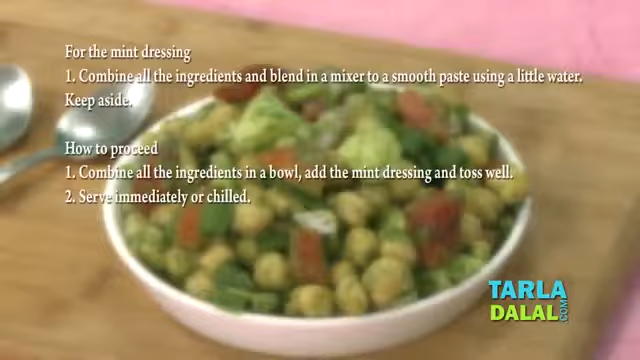 For the mint dressing
1. Combine all the ingredients and blend in a mixer to a smooth paste using a little water.
Keep aside.
How to proceed
1. Combine all the ingredients in a bowl, add the mint dressing and toss well.
2. Serve immediately or chilled.
TARLA
DALAL.COM